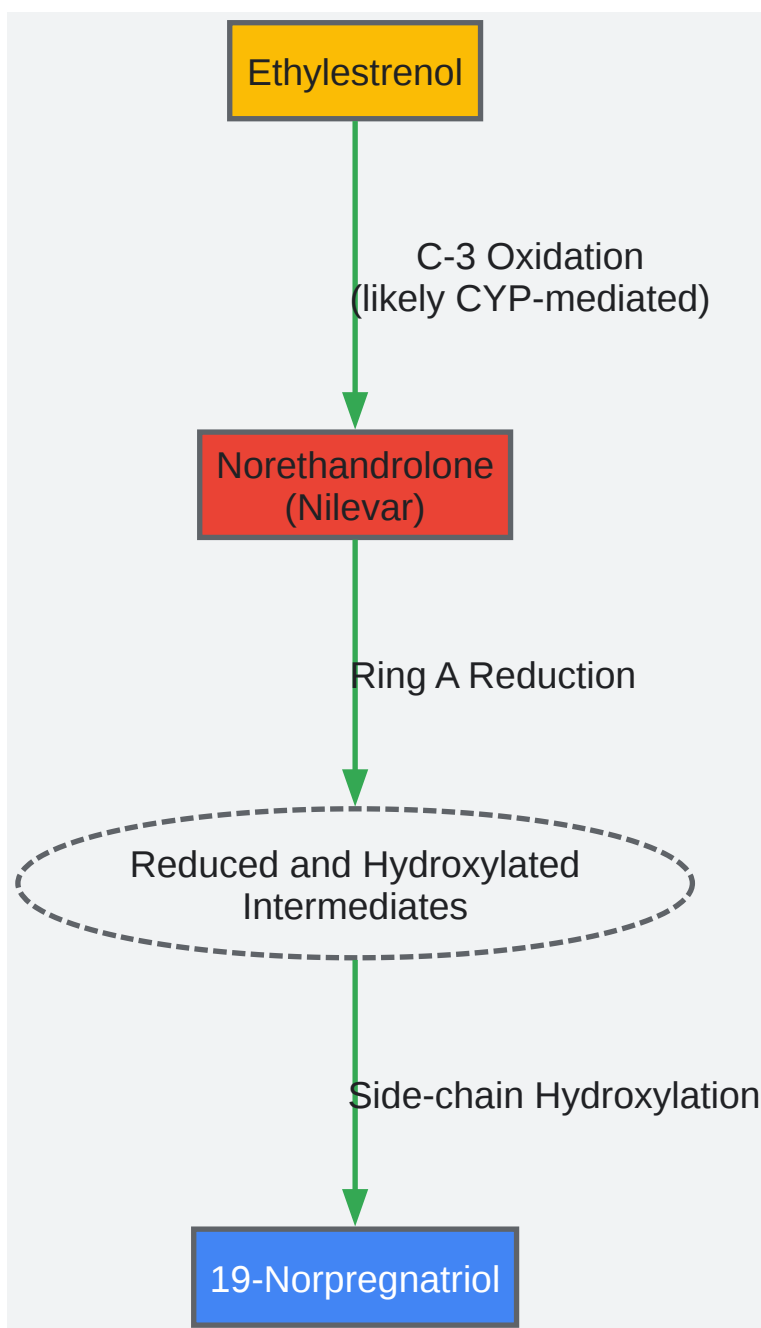 Ethylestrenol
C-3 Oxidation
(likely CYP-mediated)
Norethandrolone
(Nilevar)
Ring A Reduction
Reduced and Hydroxylated
Intermediates
Side-chain Hydroxylation
19-Norpregnatriol